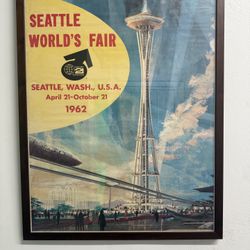 SEATTLE
WORLD'S FAIR
SEATTLE, WASH., U.S.A.
April 21-October 21
1962